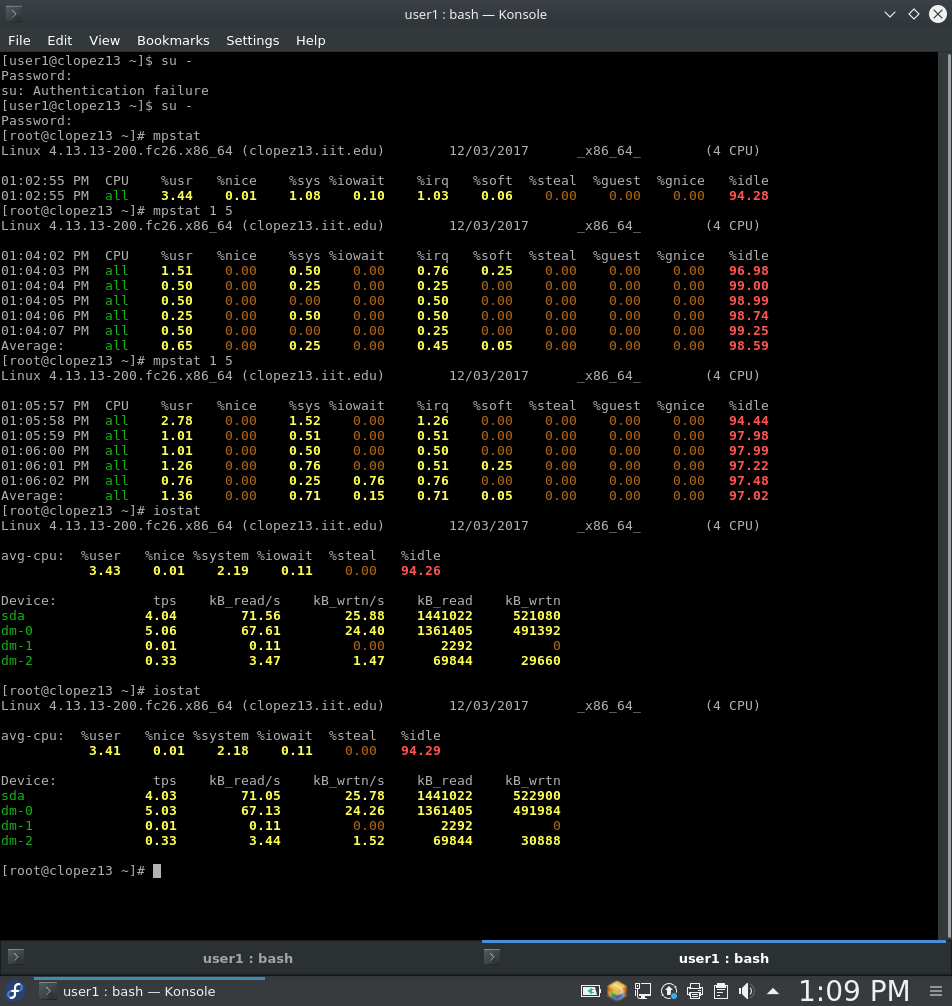 user1 : bash — Konsole
File Edit View Bookmarks Settings Help
[user1@clopez13 ~]$ su -
Password:
su: Authentication failure
[user1@clopez13 ~]$ su -
Password:
[root@clopez13 ~]# mpstat
Linux 4.13.13-200.fc26.x86_64 (clopez13.iit.edu) 12/03/2017 _x86_64_ (4 CPU)
01:02:55 PM CPU %usr %nice %sys %iowait %irq %soft %steal %guest %gnice %idle
01:02:55 PM all 3.44 0.01 1.08 0.10 1.03 0.06 0.00 0.00 0.00 94.28
[root@clopez13 ~]# mpstat 1 5
Linux 4.13.13-200.fc26.x86_64 (clopez13.iit.edu) 12/03/2017 _x86_64_ (4 CPU)
01:04:02 PM CPU %usr %nice %sys %iowait %irq %soft %steal %guest %gnice %idle
01:04:03 PM all 1.51 0.00 0.50 0.00 0.76 0.25 0.00 0.00 0.00 96.98
01:04:04 PM all 0.50 0.00 0.25 0.00 0.25 0.00 0.00 0.00 0.00 99.00
01:04:05 PM all 0.50 0.00 0.00 0.00 0.50 0.00 0.00 0.00 0.00 98.99
01:04:06 PM all 0.25 0.00 0.50 0.00 0.50 0.00 0.00 0.00 0.00 98.74
01:04:07 PM all 0.50 0.00 0.00 0.00 0.25 0.00 0.00 0.00 0.00 99.25
Average: all 0.65 0.00 0.25 0.00 0.45 0.05 0.00 0.00 0.00 98.59
[root@clopez13 ~]# mpstat 1 5
Linux 4.13.13-200.fc26.x86_64 (clopez13.iit.edu) 12/03/2017 _x86_64_ (4 CPU)
01:05:57 PM CPU %usr %nice %sys %iowait %irq %soft %steal %guest %gnice %idle
01:05:58 PM all 2.78 0.00 1.52 0.00 1.26 0.00 0.00 0.00 0.00 94.44
01:05:59 PM all 1.01 0.00 0.51 0.00 0.51 0.00 0.00 0.00 0.00 97.98
01:06:00 PM all 1.01 0.00 0.50 0.00 0.50 0.00 0.00 0.00 0.00 97.99
01:06:01 PM all 1.26 0.00 0.76 0.00 0.51 0.25 0.00 0.00 0.00 97.22
01:06:02 PM all 0.76 0.00 0.25 0.76 0.76 0.00 0.00 0.00 0.00 97.48
Average: all 1.36 0.00 0.71 0.15 0.71 0.05 0.00 0.00 0.00 97.02
[root@clopez13 ~]# iostat
Linux 4.13.13-200.fc26.x86_64 (clopez13.iit.edu) 12/03/2017 _x86_64_ (4 CPU)
avg-cpu: %user %nice %system %iowait %steal %idle
3.43 0.01 2.19 0.11 0.00 94.26
Device: tps kB_read/s kB_wrtn/s kB_read kB_wrtn
sda 4.04 71.56 25.88 1441022 521080
dm-0 5.06 67.61 24.40 1361405 491392
dm-1 0.01 0.11 0.00 2292 0
dm-2 0.33 3.47 1.47 69844 29660
[root@clopez13 ~]# iostat
Linux 4.13.13-200.fc26.x86_64 (clopez13.iit.edu) 12/03/2017 _x86_64_ (4 CPU)
avg-cpu: %user %nice %system %iowait %steal %idle
3.41 0.01 2.18 0.11 0.00 94.29
Device: tps kB_read/s kB_wrtn/s kB_read kB_wrtn
sda 4.03 71.05 25.78 1441022 522900
dm-0 5.03 67.13 24.26 1361405 491984
dm-1 0.01 0.11 0.00 2292 0
dm-2 0.33 3.44 1.52 69844 30888
[root@clopez13 ~]#
user1 : bash user1 : bash
user1 : bash — Konsole 1:09 PM